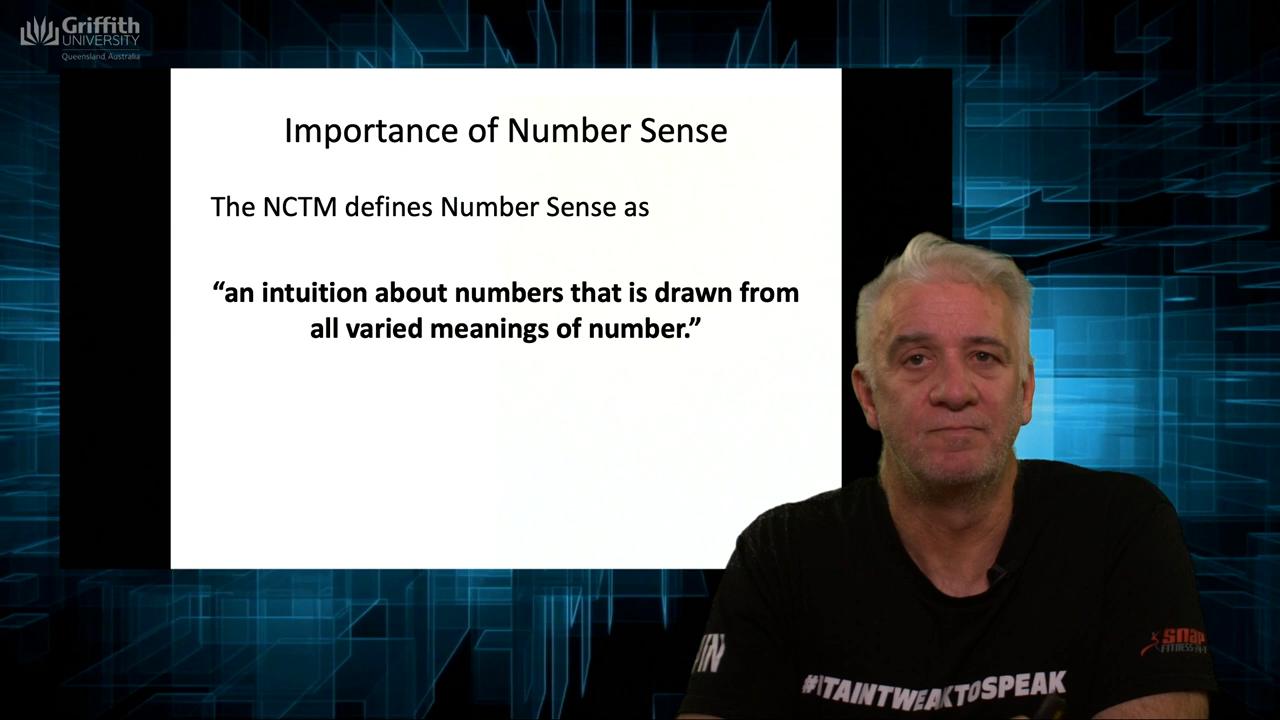 Griffith
UNIVERSITY
Queensland, Australia
Importance of Number Sense
The NCTM defines Number Sense as
“an intuition about numbers that is drawn from
all varied meanings of number.”
snap
#ITAINTWEAKTOSPEAK